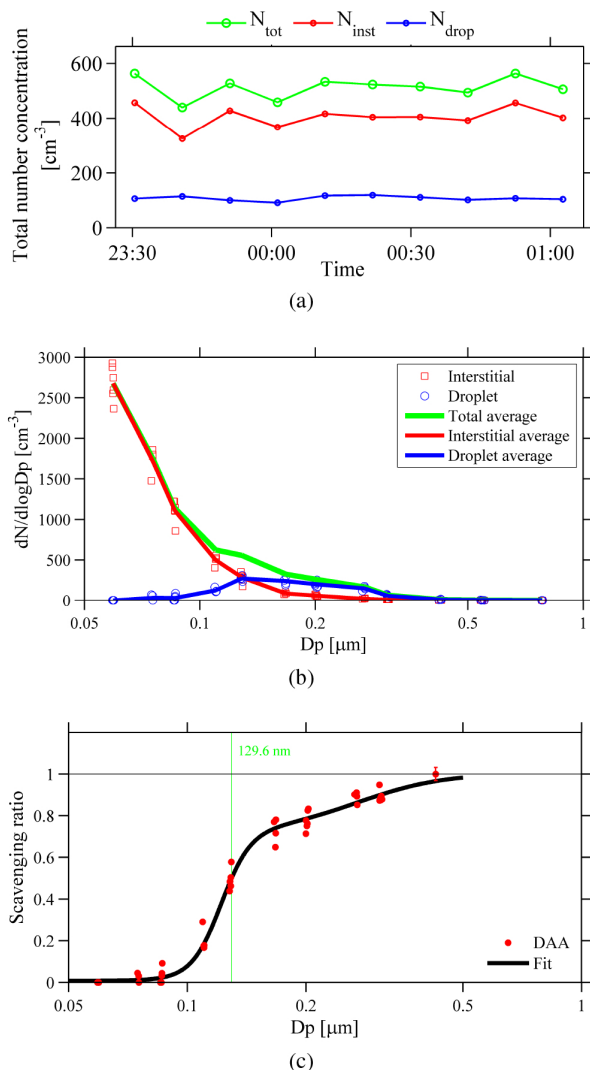 N_tot N_inst N_drop
Total number concentration
[cm⁻³]
600
400
200
0
23:30 00:00 00:30 01:00
Time
(a)
3000
2500
2000
1500
1000
500
0
dN/dlogDp [cm⁻³]
Interstitial
Droplet
Total average
Interstitial average
Droplet average
0.05 0.1 0.2 0.5 1
Dp [μm]
(b)
129.6 nm
1
0.8
0.6
0.4
0.2
0
Scavenging ratio
DAA
Fit
0.05 0.1 0.2 0.5 1
Dp [μm]
(c)